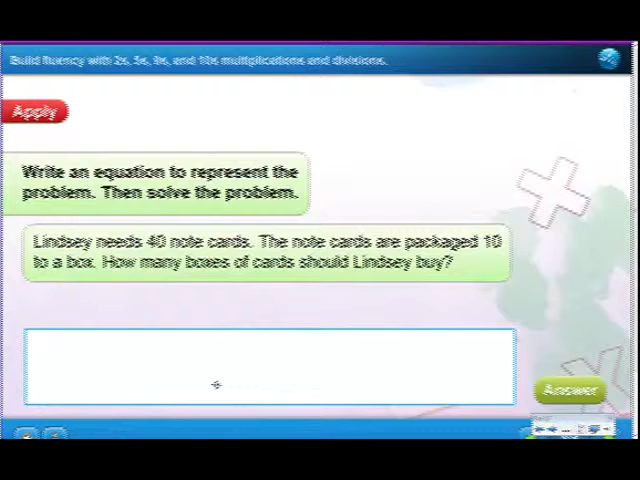 Build fluency with 2s, 5s, 9s, and 10s multiplications and divisions.
Apply
Write an equation to represent the
problem. Then solve the problem.
Lindsey needs 40 note cards. The note cards are packaged 10
to a box. How many boxes of cards should Lindsey buy?
Answer